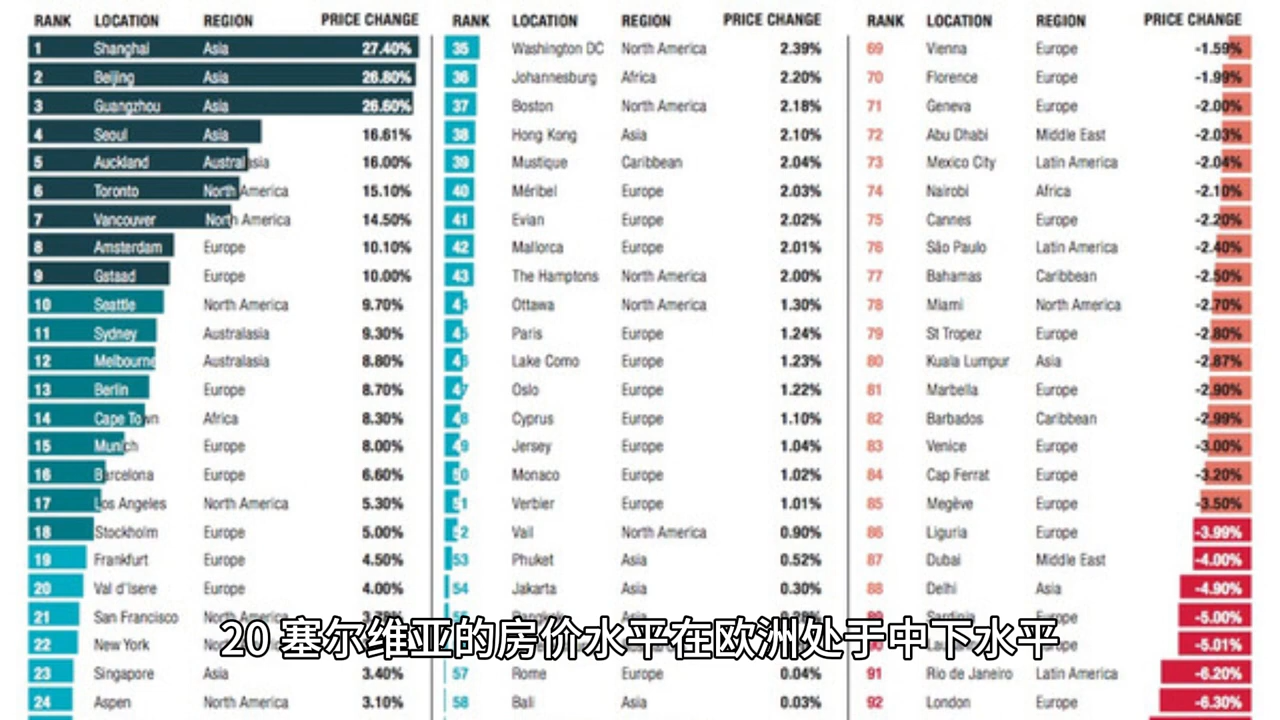 RANK LOCATION REGION PRICE CHANGE
1 Shanghai Asia 27.40%
2 Beijing Asia 26.80%
3 Guangzhou Asia 26.60%
4 Seoul Asia 16.61%
5 Auckland Australasia 16.00%
6 Toronto North America 15.10%
7 Vancouver North America 14.50%
8 Amsterdam Europe 10.10%
9 Gstaad Europe 10.00%
10 Seattle North America 9.70%
11 Sydney Australasia 9.30%
12 Melbourne Australasia 8.80%
13 Berlin Europe 8.70%
14 Cape Town Africa 8.30%
15 Munich Europe 8.00%
16 Barcelona Europe 6.60%
17 Los Angeles North America 5.30%
18 Stockholm Europe 5.00%
19 Frankfurt Europe 4.50%
20 Val d'Isere Europe 4.00%
21 San Francisco North America
22 New York
23 Singapore Asia 3.40%
24 Aspen North America 3.10%
RANK LOCATION REGION PRICE CHANGE
35 Washington DC North America 2.39%
36 Johannesburg Africa 2.20%
37 Boston North America 2.18%
38 Hong Kong Asia 2.10%
39 Mustique Caribbean 2.04%
40 Méribel Europe 2.03%
41 Evian Europe 2.02%
42 Mallorca Europe 2.01%
43 The Hamptons North America 2.00%
44 Ottawa North America 1.30%
45 Paris Europe 1.24%
46 Lake Como Europe 1.23%
47 Oslo Europe 1.22%
48 Cyprus Europe 1.10%
49 Jersey Europe 1.04%
50 Monaco Europe 1.02%
51 Verbier Europe 1.01%
52 Vail North America 0.90%
53 Phuket Asia 0.52%
54 Jakarta Asia 0.30%
55 Bangkok Asia
57 Rome Europe 0.04%
58 Bali Asia 0.03%
RANK LOCATION REGION PRICE CHANGE
69 Vienna Europe -1.59%
70 Florence Europe -1.99%
71 Geneva Europe -2.00%
72 Abu Dhabi Middle East -2.03%
73 Mexico City Latin America -2.04%
74 Nairobi Africa -2.10%
75 Cannes Europe -2.20%
76 São Paulo Latin America -2.40%
77 Bahamas Caribbean -2.50%
78 Miami North America -2.70%
79 St Tropez Europe -2.80%
80 Kuala Lumpur Asia -2.87%
81 Marbella Europe -2.90%
82 Barbados Caribbean -2.99%
83 Venice Europe -3.00%
84 Cap Ferrat Europe -3.20%
85 Megève Europe -3.50%
86 Liguria Europe -3.99%
87 Dubai Middle East -4.00%
88 Delhi Asia -4.90%
89 Sardinia Europe -5.00%
90 -5.01%
91 Rio de Janeiro Latin America -6.20%
92 London Europe -6.30%
20 塞尔维亚的房价水平在欧洲处于中下水平